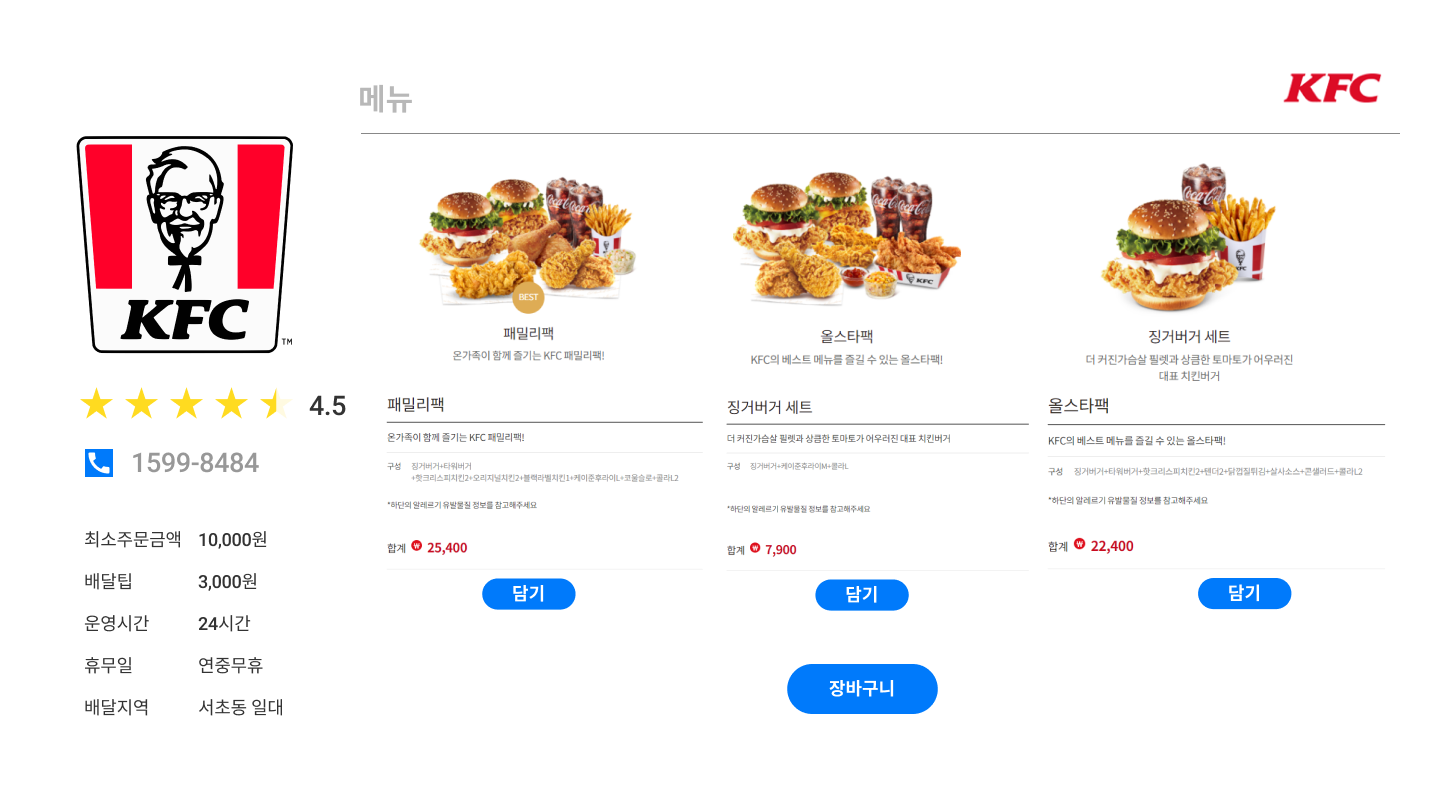 메뉴
KFC
KFC
TM
4.5
1599-8484
최소주문금액 10,000원
배달팁 3,000원
운영시간 24시간
휴무일 연중무휴
배달지역 서초동 일대
BEST
패밀리팩
온가족이 함께 즐기는 KFC 패밀리팩!
패밀리팩
온가족이 함께 즐기는 KFC 패밀리팩!
구성 징거버거+타워버거
+핫크리스피치킨2+오리지널치킨2+블랙라벨치킨1+케이준후라이L+코울슬로+콜라L2
*하단의 알레르기 유발물질 정보를 참고해주세요
합계 ₩ 25,400
담기
Coca-Cola
KFC
올스타팩
KFC의 베스트 메뉴를 즐길 수 있는 올스타팩!
징거버거 세트
더 커진가슴살 필렛과 상큼한 토마토가 어우러진 대표 치킨버거
구성 징거버거+케이준후라이M+콜라L
*하단의 알레르기 유발물질 정보를 참고해주세요
합계 ₩ 7,900
담기
KFC
징거버거 세트
더 커진가슴살 필렛과 상큼한 토마토가 어우러진
대표 치킨버거
올스타팩
KFC의 베스트 메뉴를 즐길 수 있는 올스타팩!
구성 징거버거+타워버거+핫크리스피치킨2+텐더2+닭껍질튀김+살사소스+콘샐러드+콜라L2
*하단의 알레르기 유발물질 정보를 참고해주세요
합계 ₩ 22,400
담기
장바구니